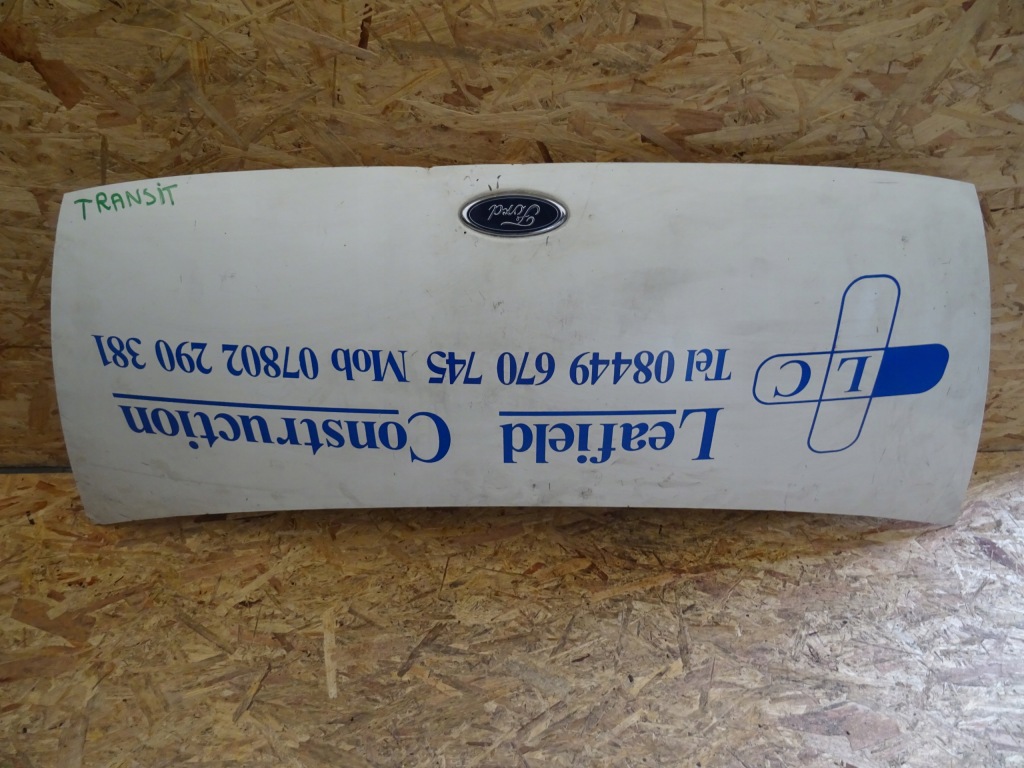 TRANSIT
Ford
Leafield Construction
Tel 08449 670 745 Mob 07802 290 381
LC